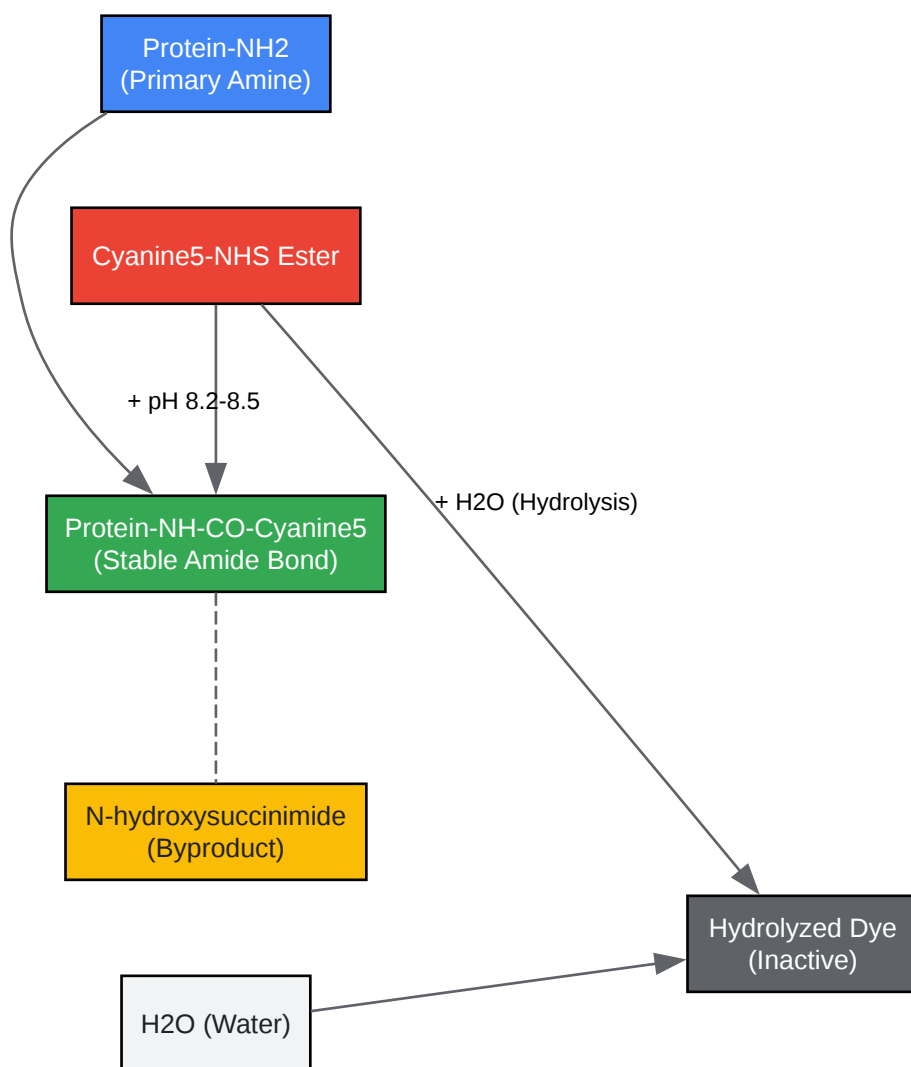 Protein-NH2
(Primary Amine)
Cyanine5-NHS Ester
+ pH 8.2-8.5
+ H2O (Hydrolysis)
Protein-NH-CO-Cyanine5
(Stable Amide Bond)
N-hydroxysuccinimide
(Byproduct)
Hydrolyzed Dye
(Inactive)
H2O (Water)